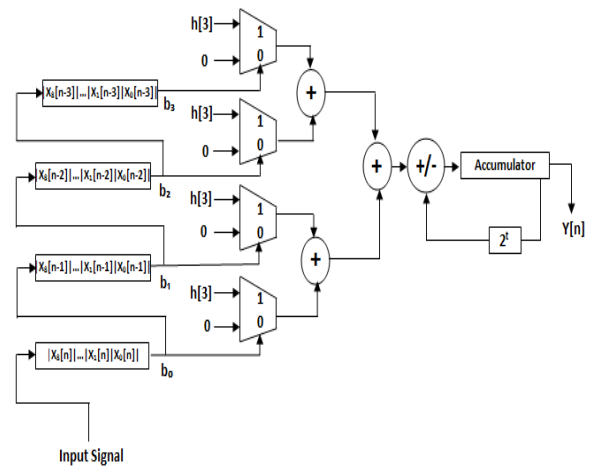 h[3]
1
0
0
|X₈[n-3]|...|X₁[n-3]|X₀[n-3]|
b₃
+
h[3]
1
0
0
|X₈[n-2]|...|X₁[n-2]|X₀[n-2]|
b₂
+
+/-
Accumulator
h[3]
1
0
0
Y[n]
2ᵗ
|X₈[n-1]|...|X₁[n-1]|X₀[n-1]|
b₁
+
h[3]
1
0
0
|X₈[n]|...|X₁[n]|X₀[n]|
b₀
Input Signal